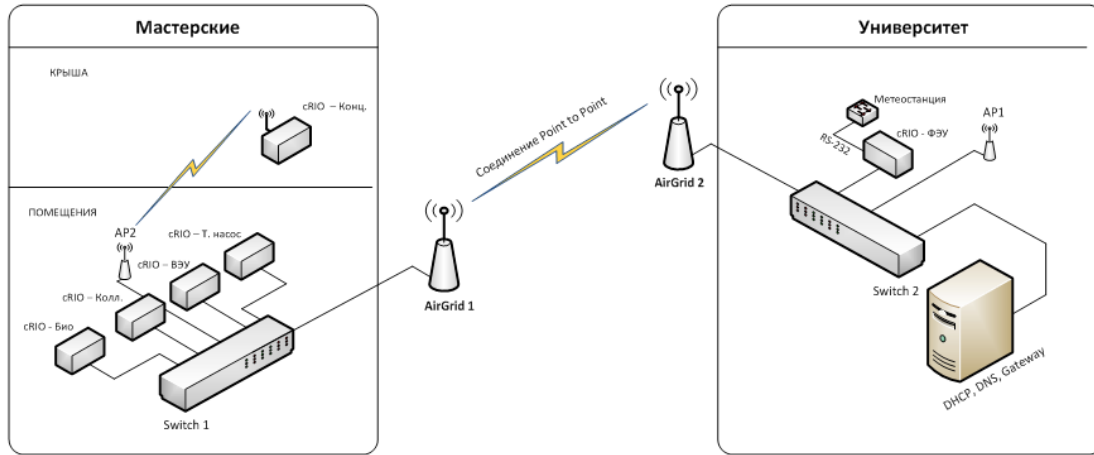 Мастерские
КРЫША
cRIO – Конц.
ПОМЕЩЕНИЯ
AP2
cRIO – Т. насос
cRIO – ВЭУ
cRIO – Колл.
cRIO - Био
Switch 1
AirGrid 1
Соединение Point to Point
AirGrid 2
Университет
Метеостанция
AP1
RS-232
cRIO - ФЭУ
Switch 2
DHCP, DNS, Gateway